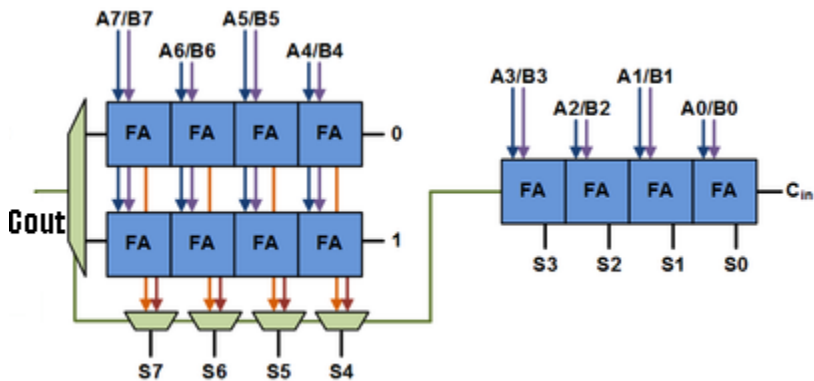 A7/B7
A5/B5
A6/B6
A4/B4
A3/B3
A1/B1
A2/B2
A0/B0
FA FA FA FA 0
FA FA FA FA Cin
Cout
FA FA FA FA 1
S3 S2 S1 S0
S7 S6 S5 S4